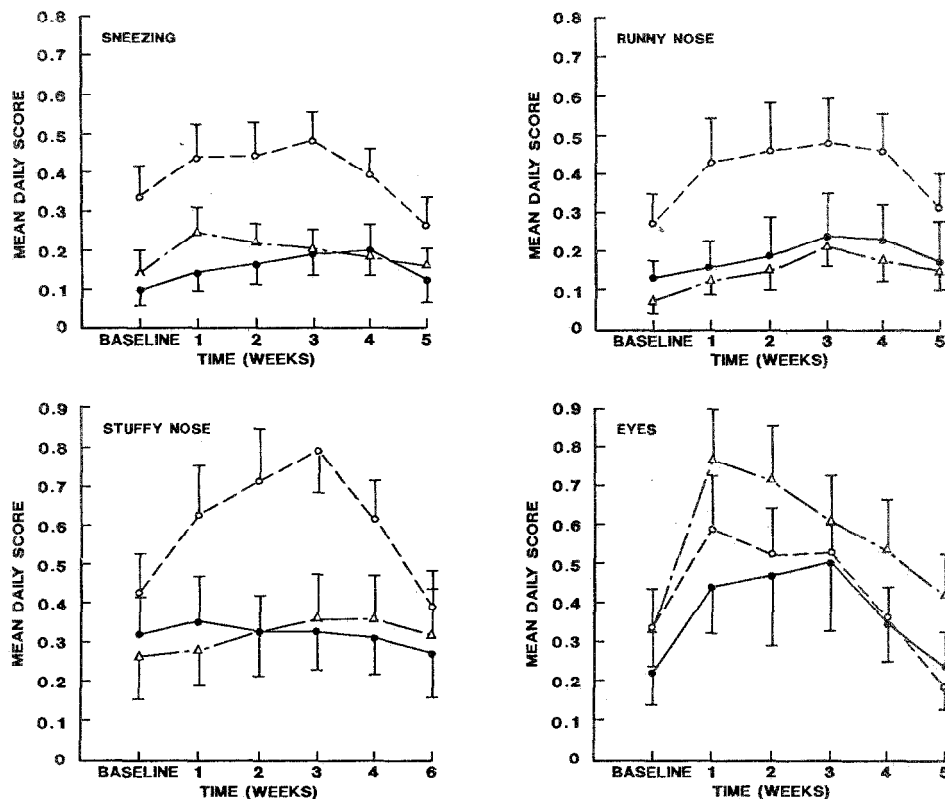 SNEEZING
MEAN DAILY SCORE
0.8
0.7
0.6
0.5
0.4
0.3
0.2
0.1
0
BASELINE 1 2 3 4 5
TIME (WEEKS)
RUNNY NOSE
MEAN DAILY SCORE
0.8
0.7
0.6
0.5
0.4
0.3
0.2
0.1
0
BASELINE 1 2 3 4 5
TIME (WEEKS)
STUFFY NOSE
MEAN DAILY SCORE
0.9
0.8
0.7
0.6
0.5
0.4
0.3
0.2
0.1
0
BASELINE 1 2 3 4 6
TIME (WEEKS)
EYES
MEAN DAILY SCORE
0.9
0.8
0.7
0.6
0.5
0.4
0.3
0.2
0.1
0
BASELINE 1 2 3 4 5
TIME (WEEKS)